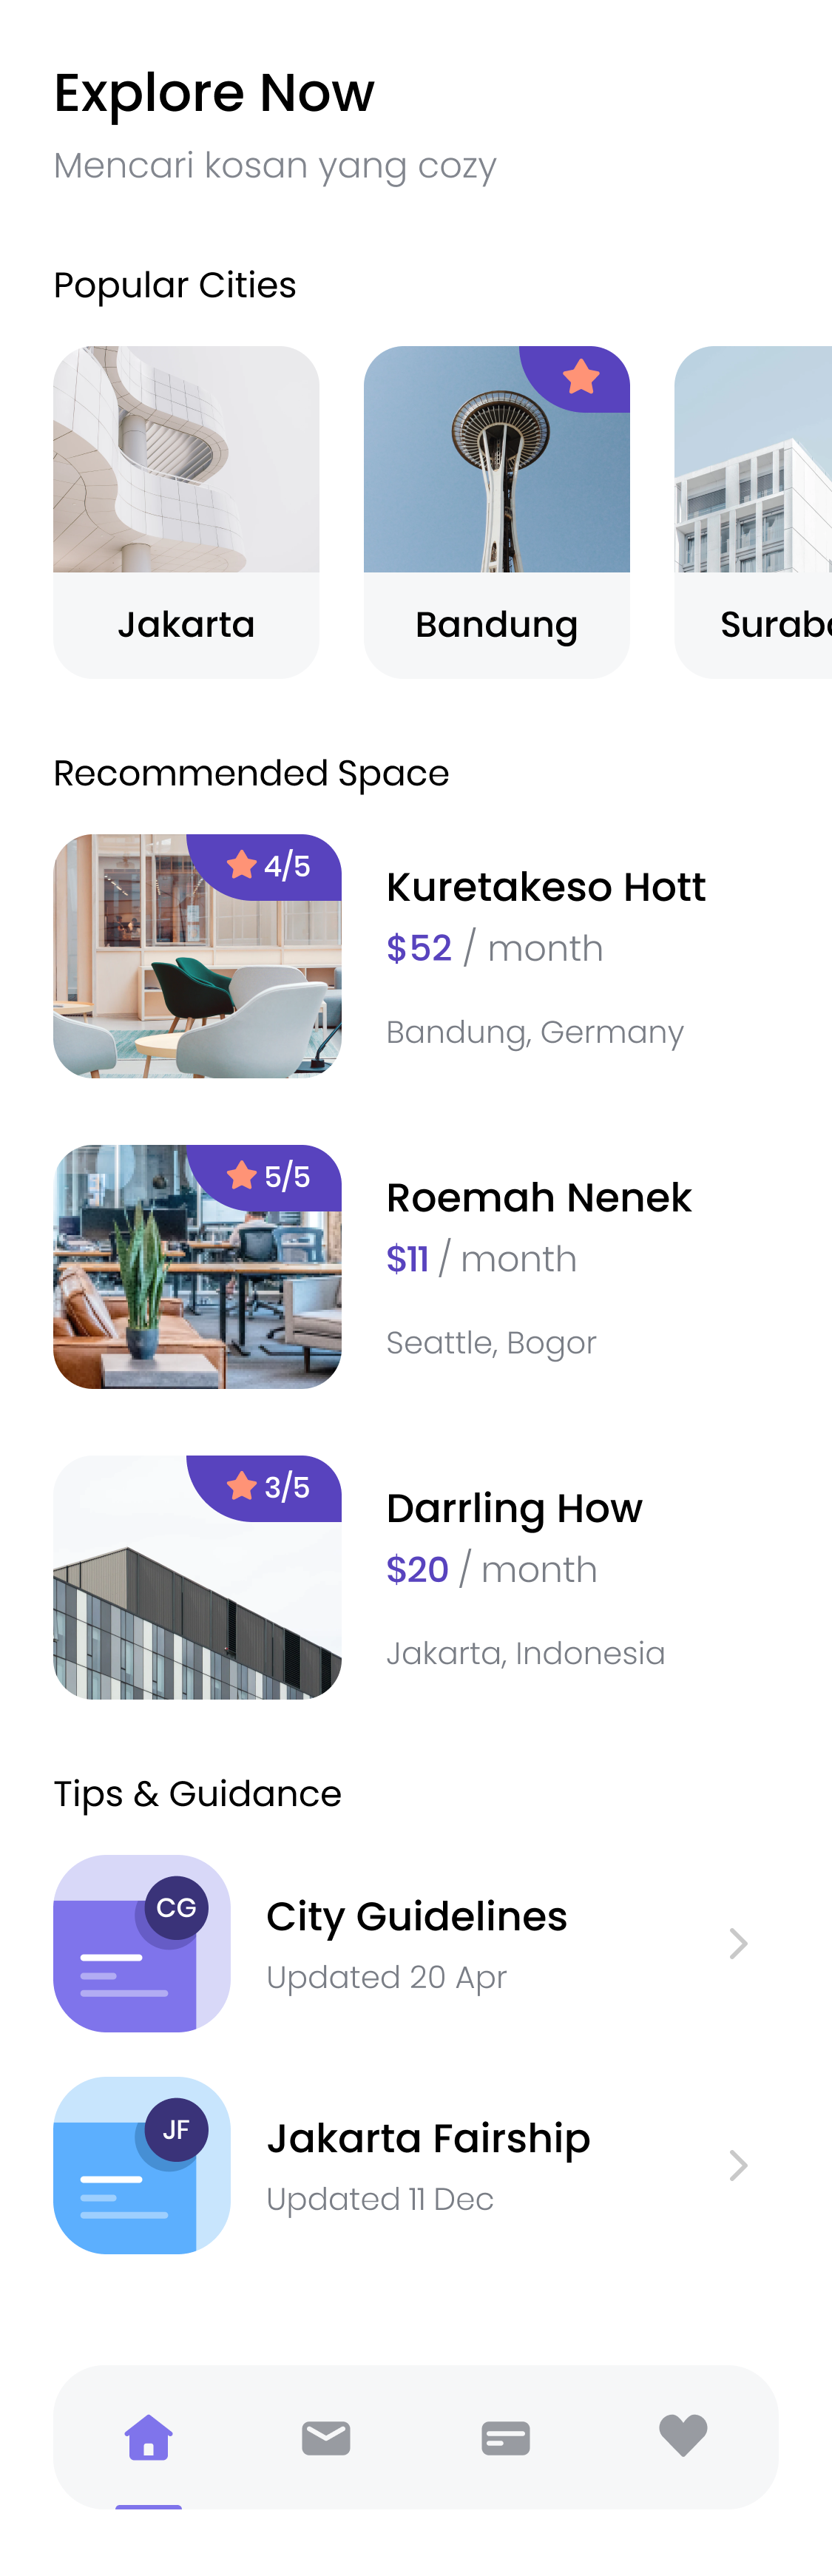 Explore Now
Mencari kosan yang cozy
Popular Cities
Jakarta
Bandung
Recommended Space
4/5
Kuretakeso Hott
$52 / month
Bandung, Germany
5/5
Roemah Nenek
$11 / month
Seattle, Bogor
3/5
Darrling How
$20 / month
Jakarta, Indonesia
Tips & Guidance
CG
City Guidelines
Updated 20 Apr
JF
Jakarta Fairship
Updated 11 Dec